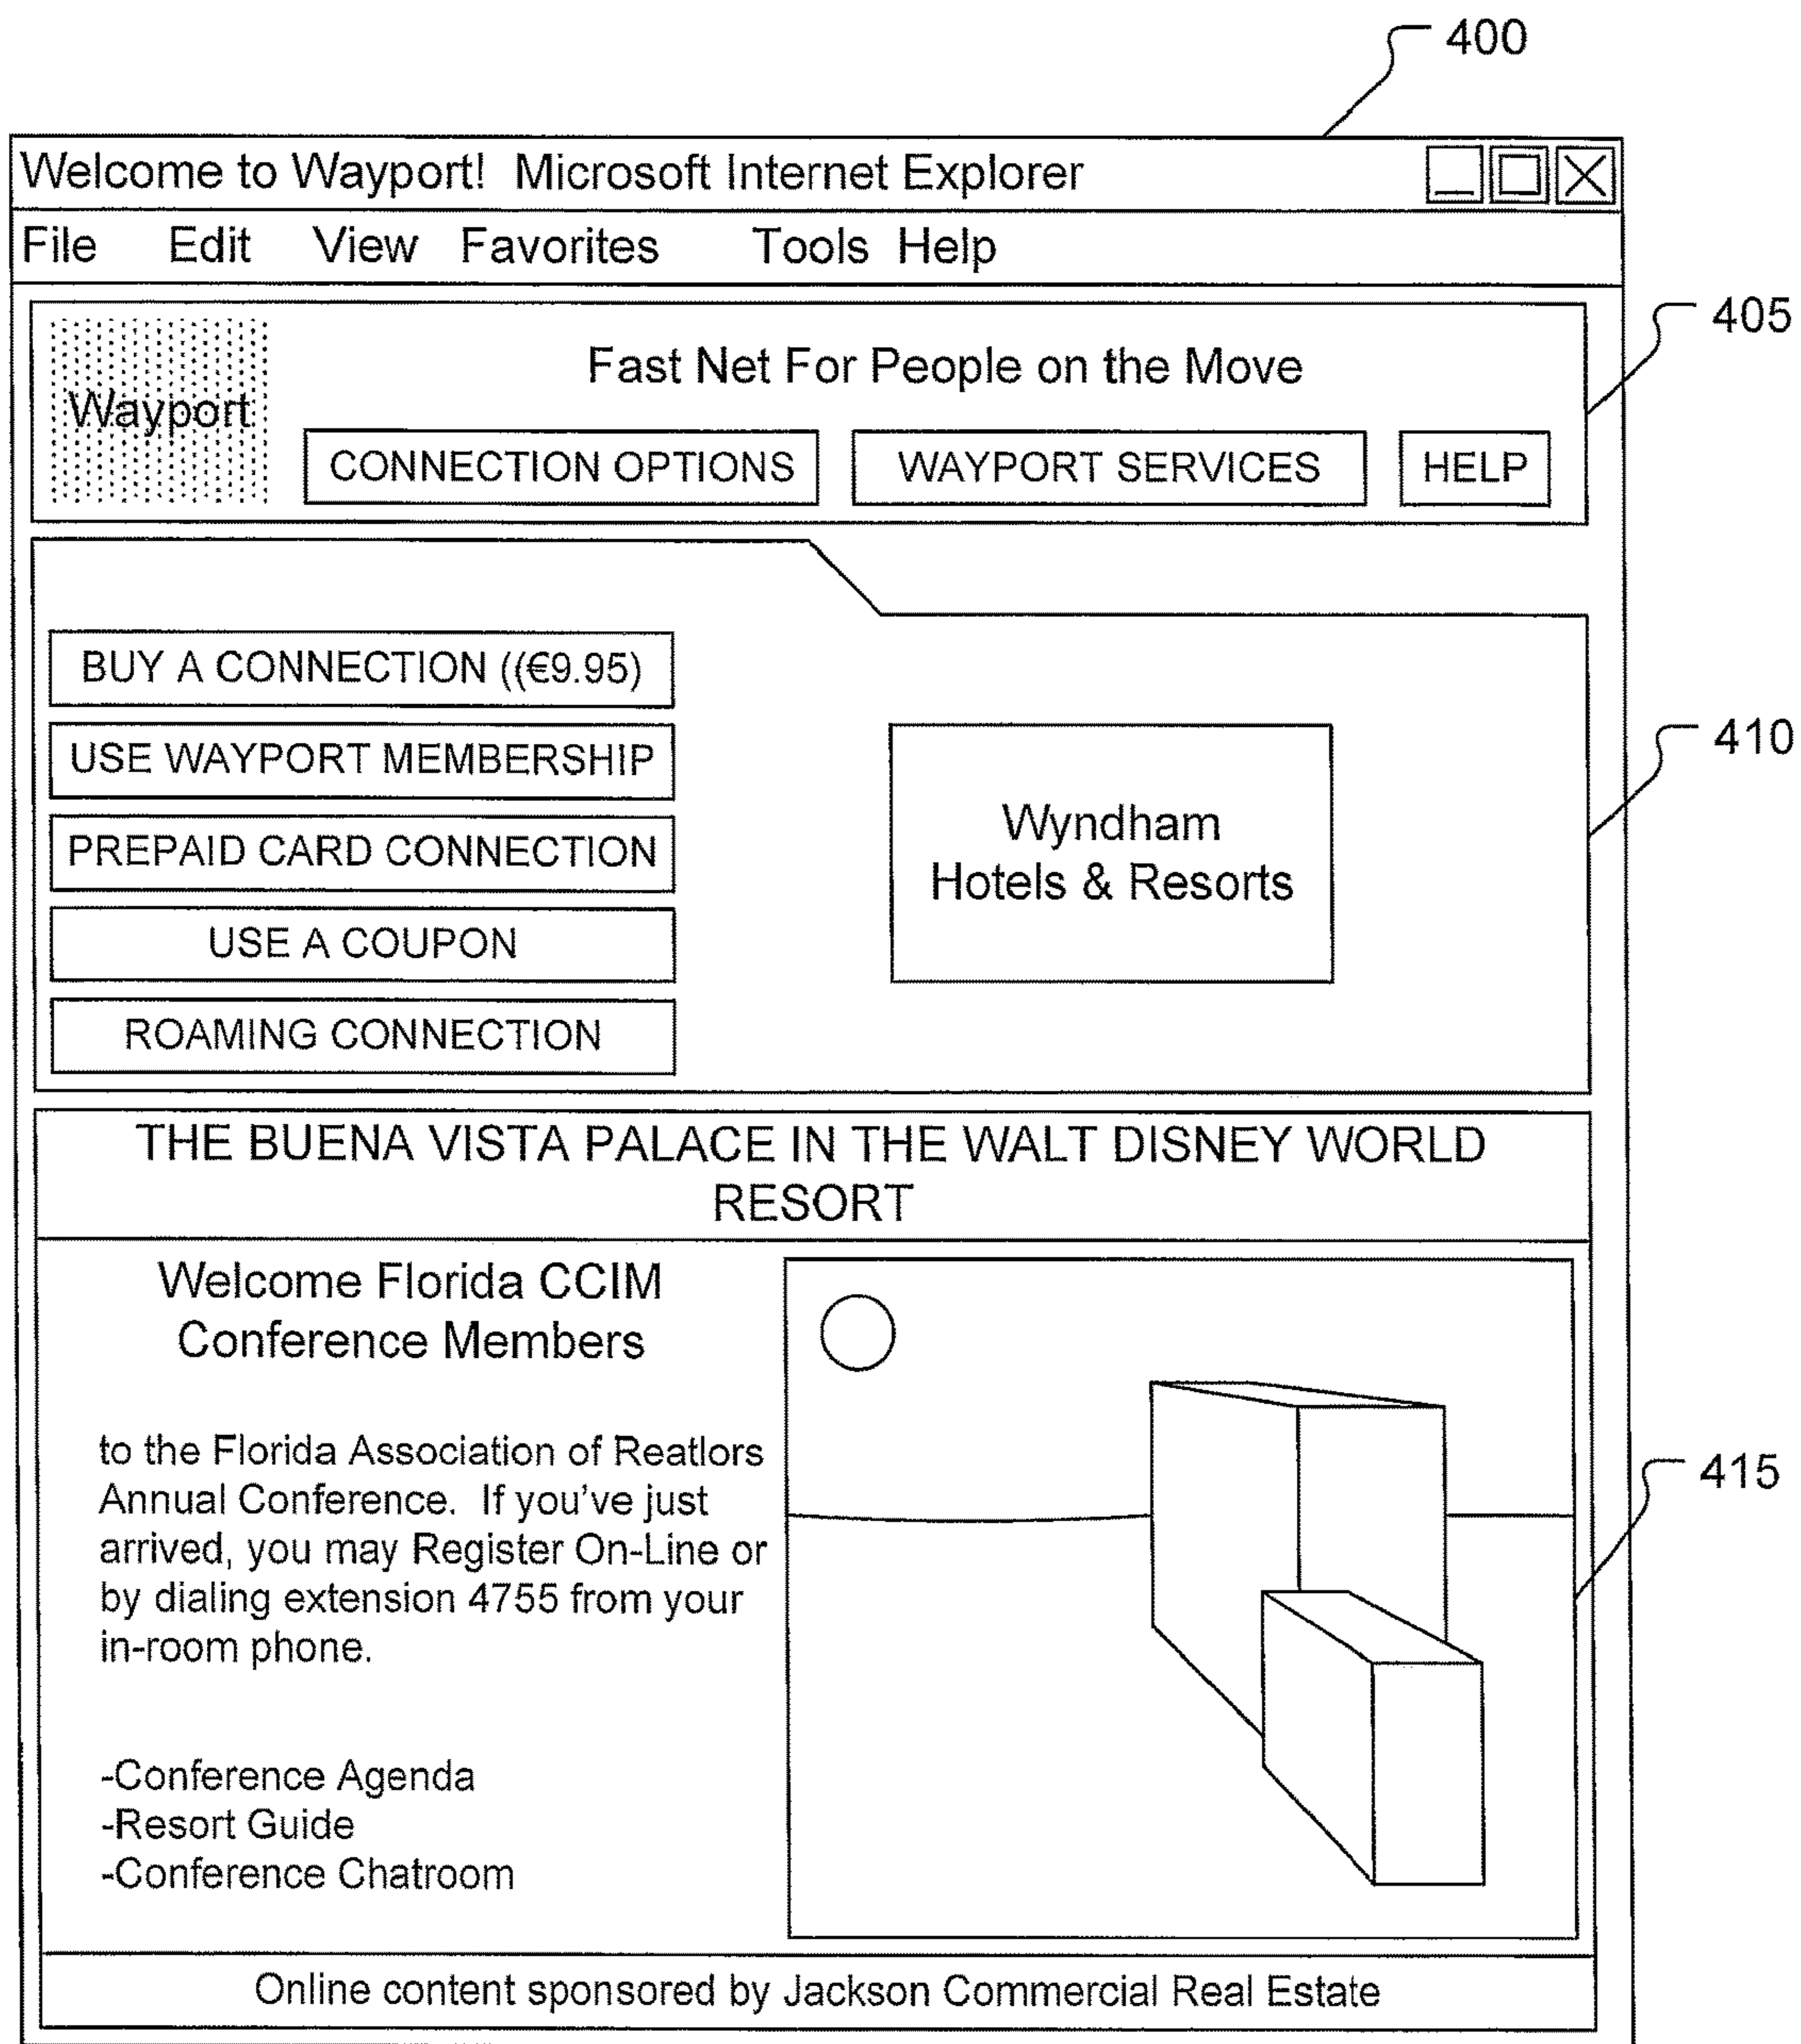 400
Welcome to Wayport! Microsoft Internet Explorer
File Edit View Favorites Tools Help
405
Fast Net For People on the Move
Wayport
CONNECTION OPTIONS WAYPORT SERVICES HELP
410
BUY A CONNECTION ((€9.95)
USE WAYPORT MEMBERSHIP
PREPAID CARD CONNECTION
USE A COUPON
ROAMING CONNECTION
Wyndham
Hotels & Resorts
THE BUENA VISTA PALACE IN THE WALT DISNEY WORLD
RESORT
Welcome Florida CCIM
Conference Members
to the Florida Association of Reatlors
Annual Conference. If you've just
arrived, you may Register On-Line or
by dialing extension 4755 from your
in-room phone.
-Conference Agenda
-Resort Guide
-Conference Chatroom
415
Online content sponsored by Jackson Commercial Real Estate